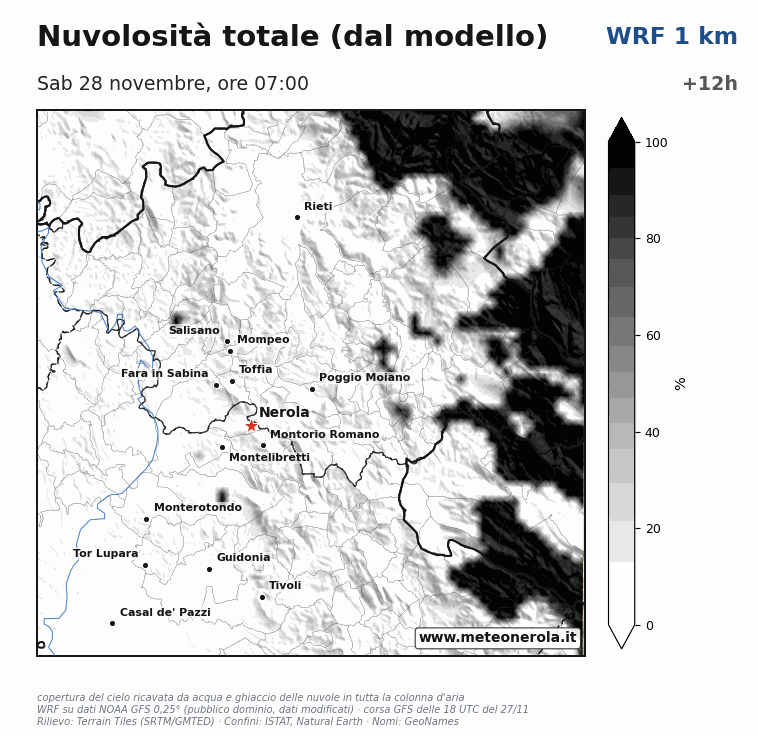 Nuvolosità totale (dal modello)
WRF 1 km
Sab 28 novembre, ore 07:00
+12h
Rieti
Salisano
Mompeo
Fara in Sabina
Toffia
Poggio Moiano
Nerola
Montorio Romano
Montelibretti
Monterotondo
Tor Lupara
Guidonia
Tivoli
Casal de' Pazzi
www.meteonerola.it
100
80
60
40
20
0
%
copertura del cielo ricavata da acqua e ghiaccio delle nuvole in tutta la colonna d'aria
WRF su dati NOAA GFS 0,25° (pubblico dominio, dati modificati) · corsa GFS delle 18 UTC del 27/11
Rilievo: Terrain Tiles (SRTM/GMTED) · Confini: ISTAT, Natural Earth · Nomi: GeoNames